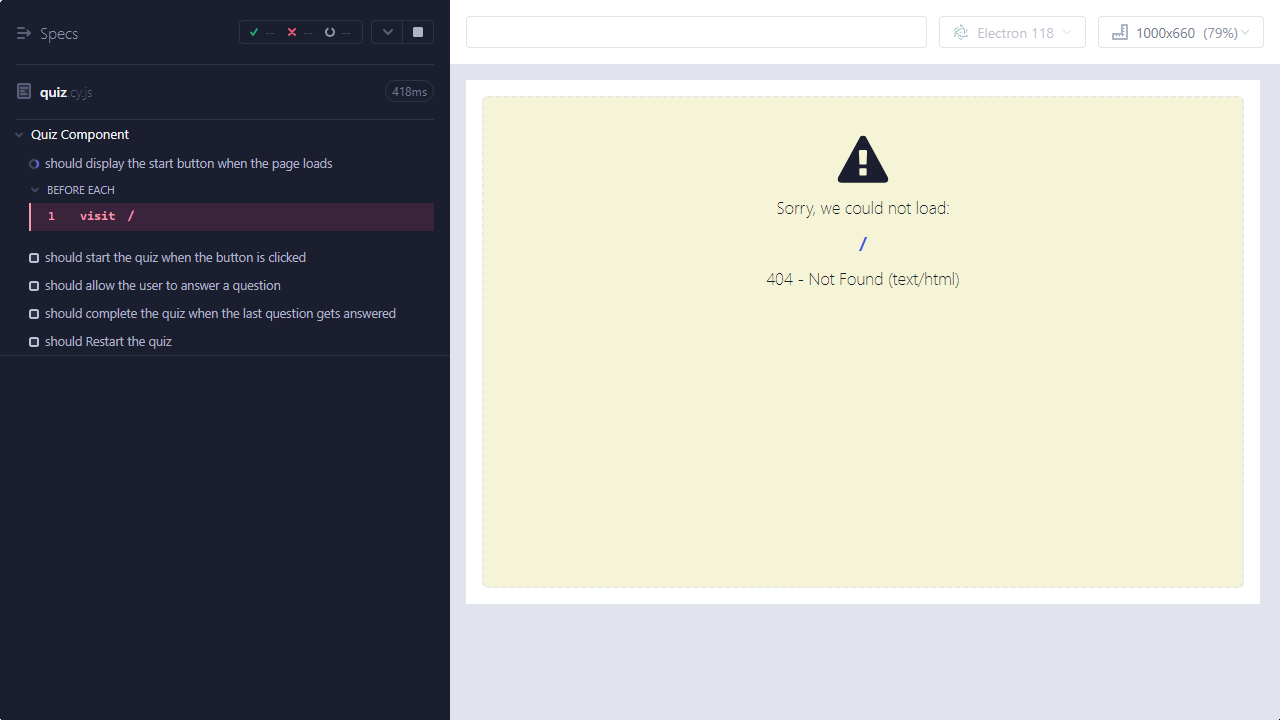 Specs
-- -- --
quiz.cy.js
418ms
Quiz Component
should display the start button when the page loads
BEFORE EACH
1 visit /
should start the quiz when the button is clicked
should allow the user to answer a question
should complete the quiz when the last question gets answered
should Restart the quiz
Electron 118
1000x660 (79%)
Sorry, we could not load:
/
404 - Not Found (text/html)